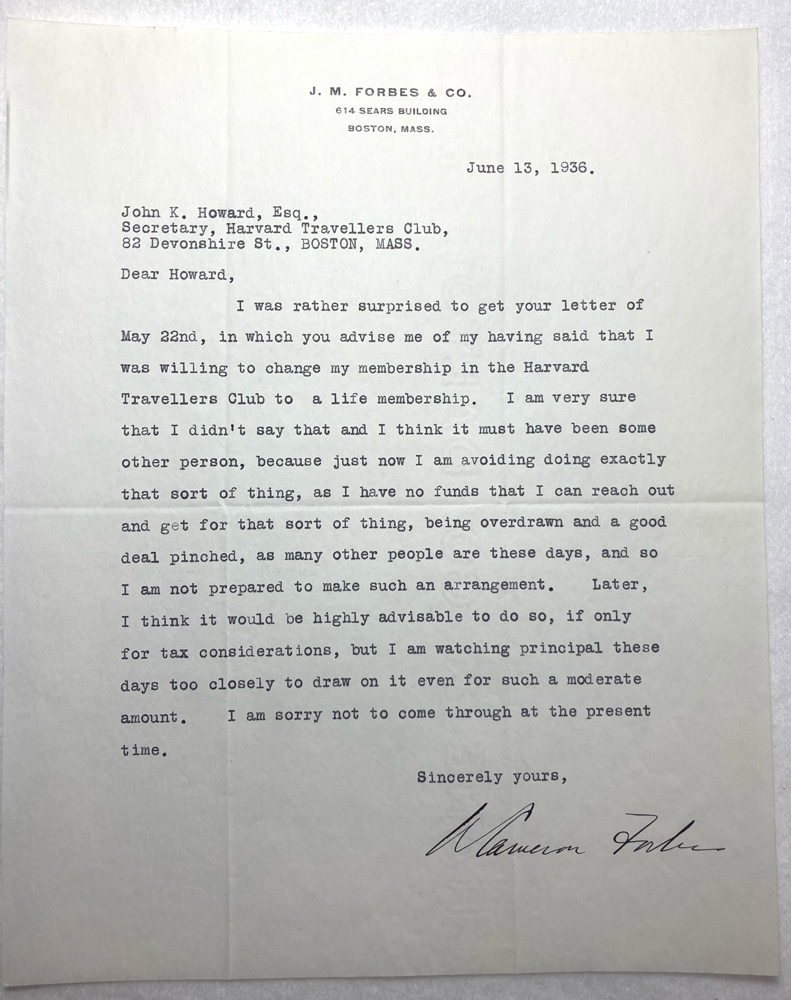 J. M. FORBES & CO.
614 SEARS BUILDING
BOSTON, MASS.
June 13, 1936.
John K. Howard, Esq.,
Secretary, Harvard Travellers Club,
82 Devonshire St., BOSTON, MASS.
Dear Howard,
I was rather surprised to get your letter of
May 22nd, in which you advise me of my having said that I
was willing to change my membership in the Harvard
Travellers Club to a life membership. I am very sure
that I didn't say that and I think it must have been some
other person, because just now I am avoiding doing exactly
that sort of thing, as I have no funds that I can reach out
and get for that sort of thing, being overdrawn and a good
deal pinched, as many other people are these days, and so
I am not prepared to make such an arrangement. Later,
I think it would be highly advisable to do so, if only
for tax considerations, but I am watching principal these
days too closely to draw on it even for such a moderate
amount. I am sorry not to come through at the present
time.
Sincerely yours,
W Cameron Forbes